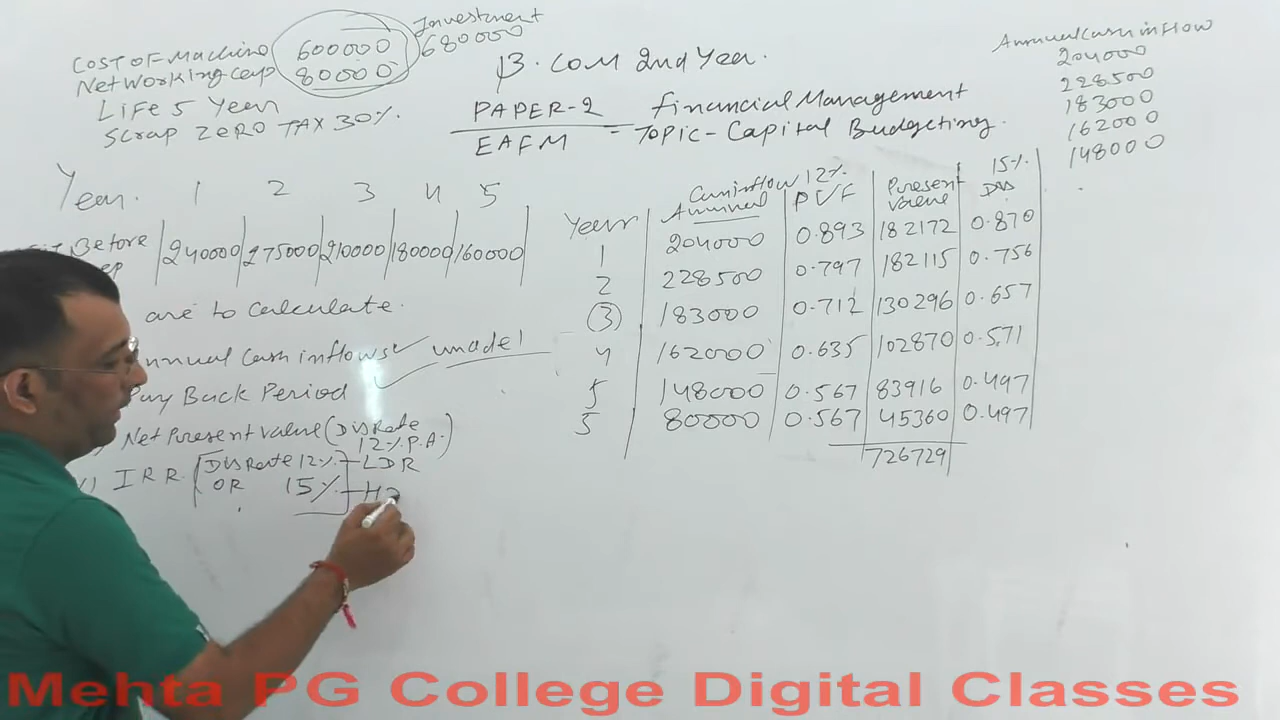 Investment
COST OF Machine 600000 680000
Networking cap 80000
Life 5 Year
Scrap Zero TAX 30%.
B. COM 2nd Year.
PAPER-2 Financial Management
EAFM = Topic-Capital Budgeting.
Annual Cash inflow
204000
228500
183000
162000
148000
Year. 1 2 3 4 5
Before 240000 275000 210000 180000 160000
are to Calculate.
Annual Cash inflows
Pay Back Period
Net Present Value (Dis Rate
12%. P.A.)
IRR. Dis Rate 12%. LDR
OR 15%
Year Annual Cash inflow 12% PVF Present Value 15% Dis
1 204000 0.893 182172 0.870
2 228500 0.797 182115 0.756
3 183000 0.712 130296 0.657
4 162000 0.635 102870 0.571
5 148000 0.567 83916 0.497
5 80000 0.567 45360 0.497
726729
Mehta PG College Digital Classes